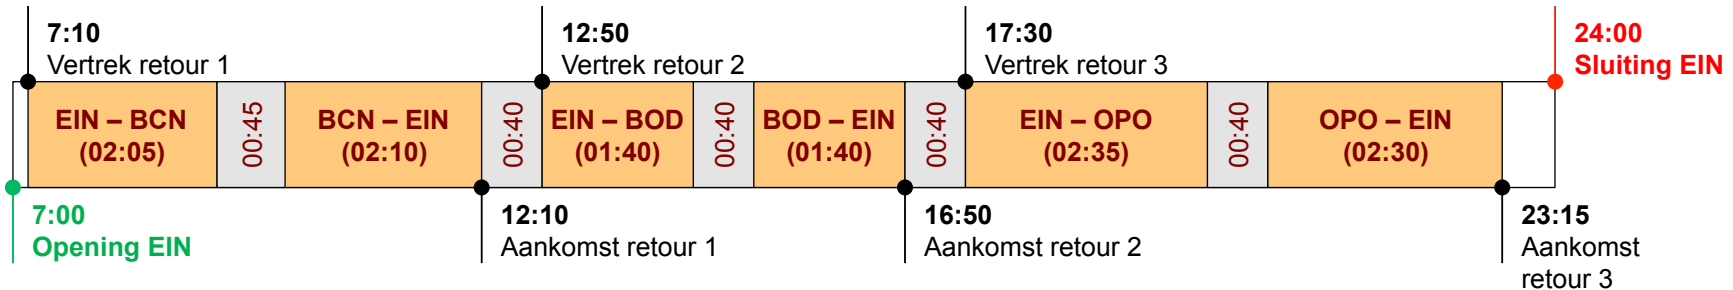 7:10
Vertrek retour 1
12:50
Vertrek retour 2
17:30
Vertrek retour 3
24:00
Sluiting EIN
EIN – BCN
(02:05)
00:45
BCN – EIN
(02:10)
00:40
EIN – BOD
(01:40)
00:40
BOD – EIN
(01:40)
00:40
EIN – OPO
(02:35)
00:40
OPO – EIN
(02:30)
7:00
Opening EIN
12:10
Aankomst retour 1
16:50
Aankomst retour 2
23:15
Aankomst
retour 3